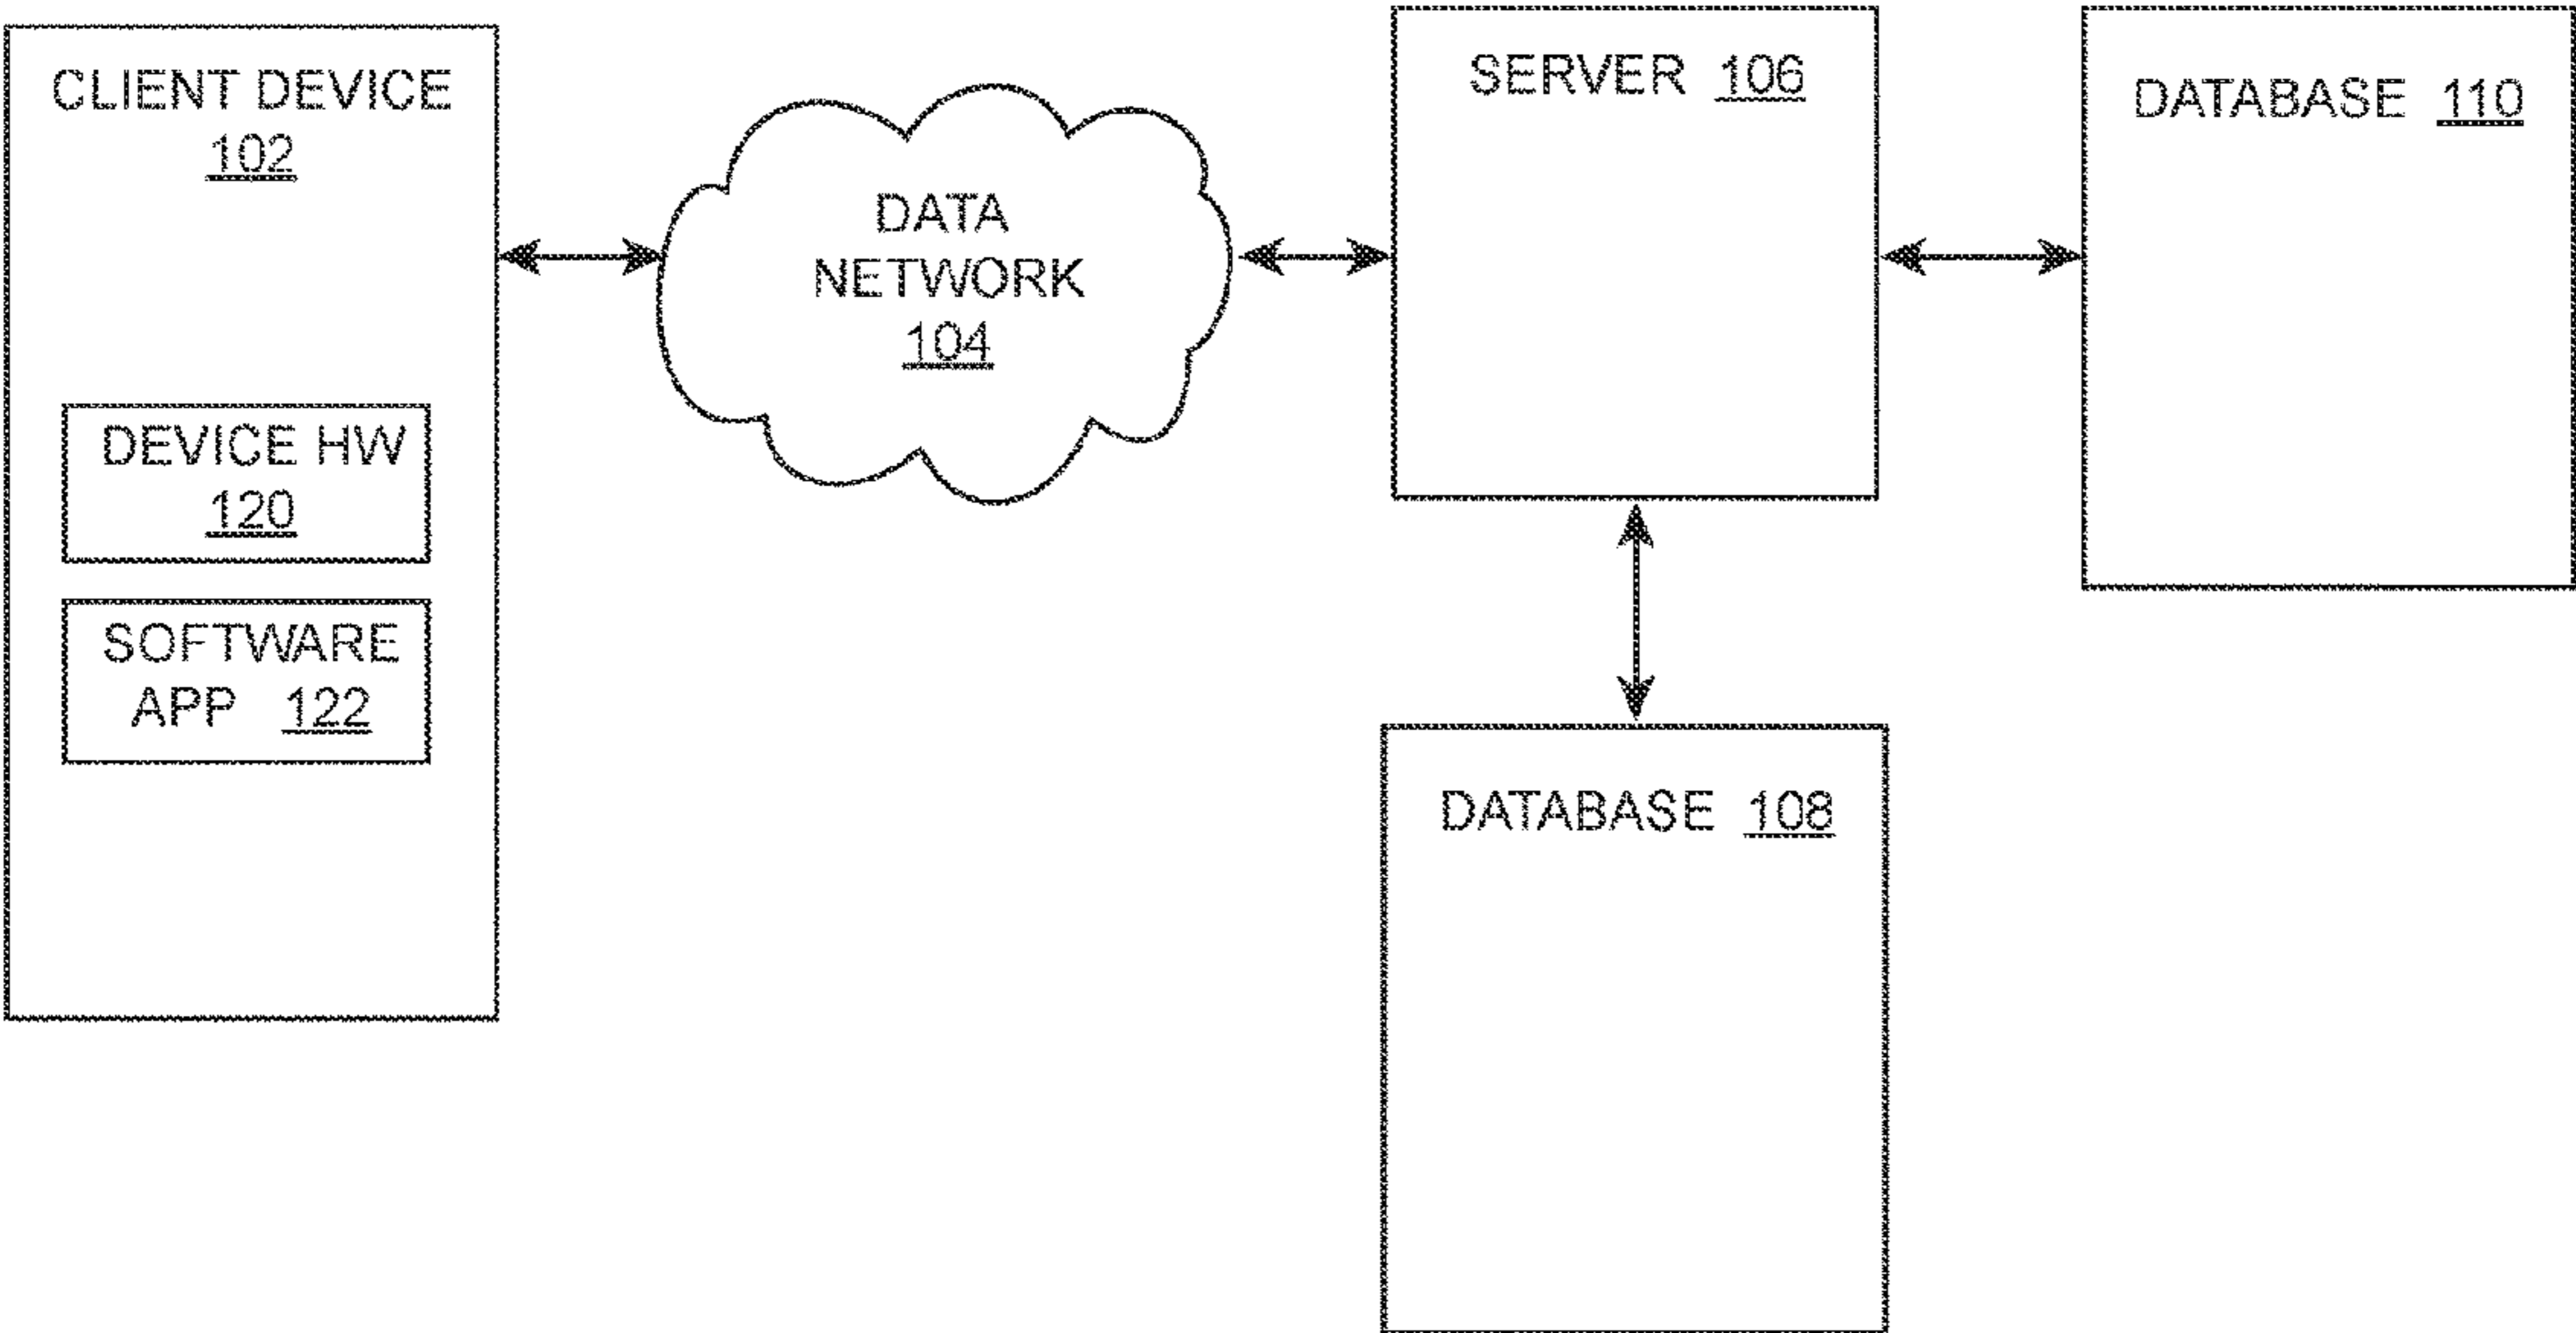 CLIENT DEVICE
102
DEVICE HW
120
SOFTWARE
APP 122
DATA
NETWORK
104
SERVER 106
DATABASE 108
DATABASE 110